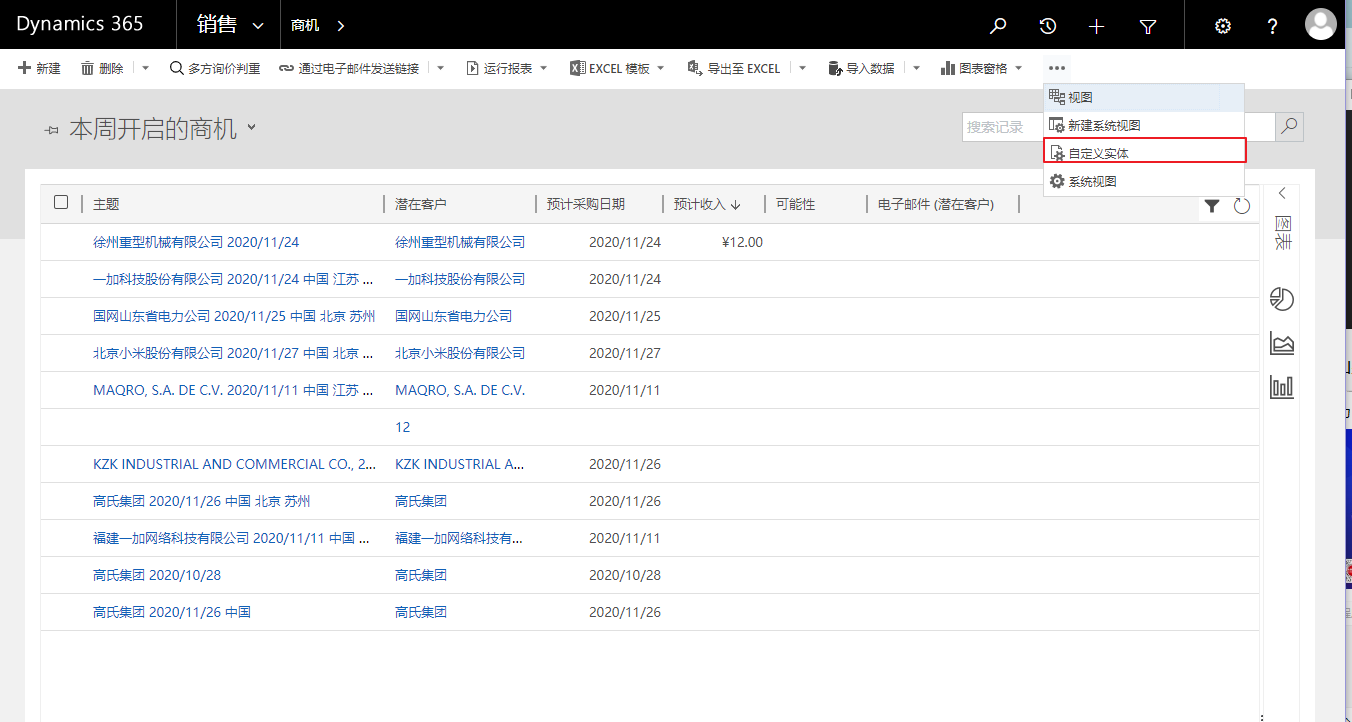 Dynamics 365 销售 商机
新建 删除 多方询价判重 通过电子邮件发送链接 运行报表 EXCEL 模板 导出至 EXCEL 导入数据 图表窗格
视图
新建系统视图
自定义实体
系统视图
本周开启的商机
搜索记录
主题 潜在客户 预计采购日期 预计收入 可能性 电子邮件 (潜在客户)
徐州重型机械有限公司 2020/11/24 徐州重型机械有限公司 2020/11/24 ¥12.00
一加科技股份有限公司 2020/11/24 中国 江苏 ... 一加科技股份有限公司 2020/11/24
国网山东省电力公司 2020/11/25 中国 北京 苏州 国网山东省电力公司 2020/11/25
北京小米股份有限公司 2020/11/27 中国 北京 ... 北京小米股份有限公司 2020/11/27
MAQRO, S.A. DE C.V. 2020/11/11 中国 江苏 ... MAQRO, S.A. DE C.V. 2020/11/11
12
KZK INDUSTRIAL AND COMMERCIAL CO., 2... KZK INDUSTRIAL A... 2020/11/26
高氏集团 2020/11/26 中国 北京 苏州 高氏集团 2020/11/26
福建一加网络科技有限公司 2020/11/11 中国 ... 福建一加网络科技有... 2020/11/11
高氏集团 2020/10/28 高氏集团 2020/10/28
高氏集团 2020/11/26 中国 高氏集团 2020/11/26
图表